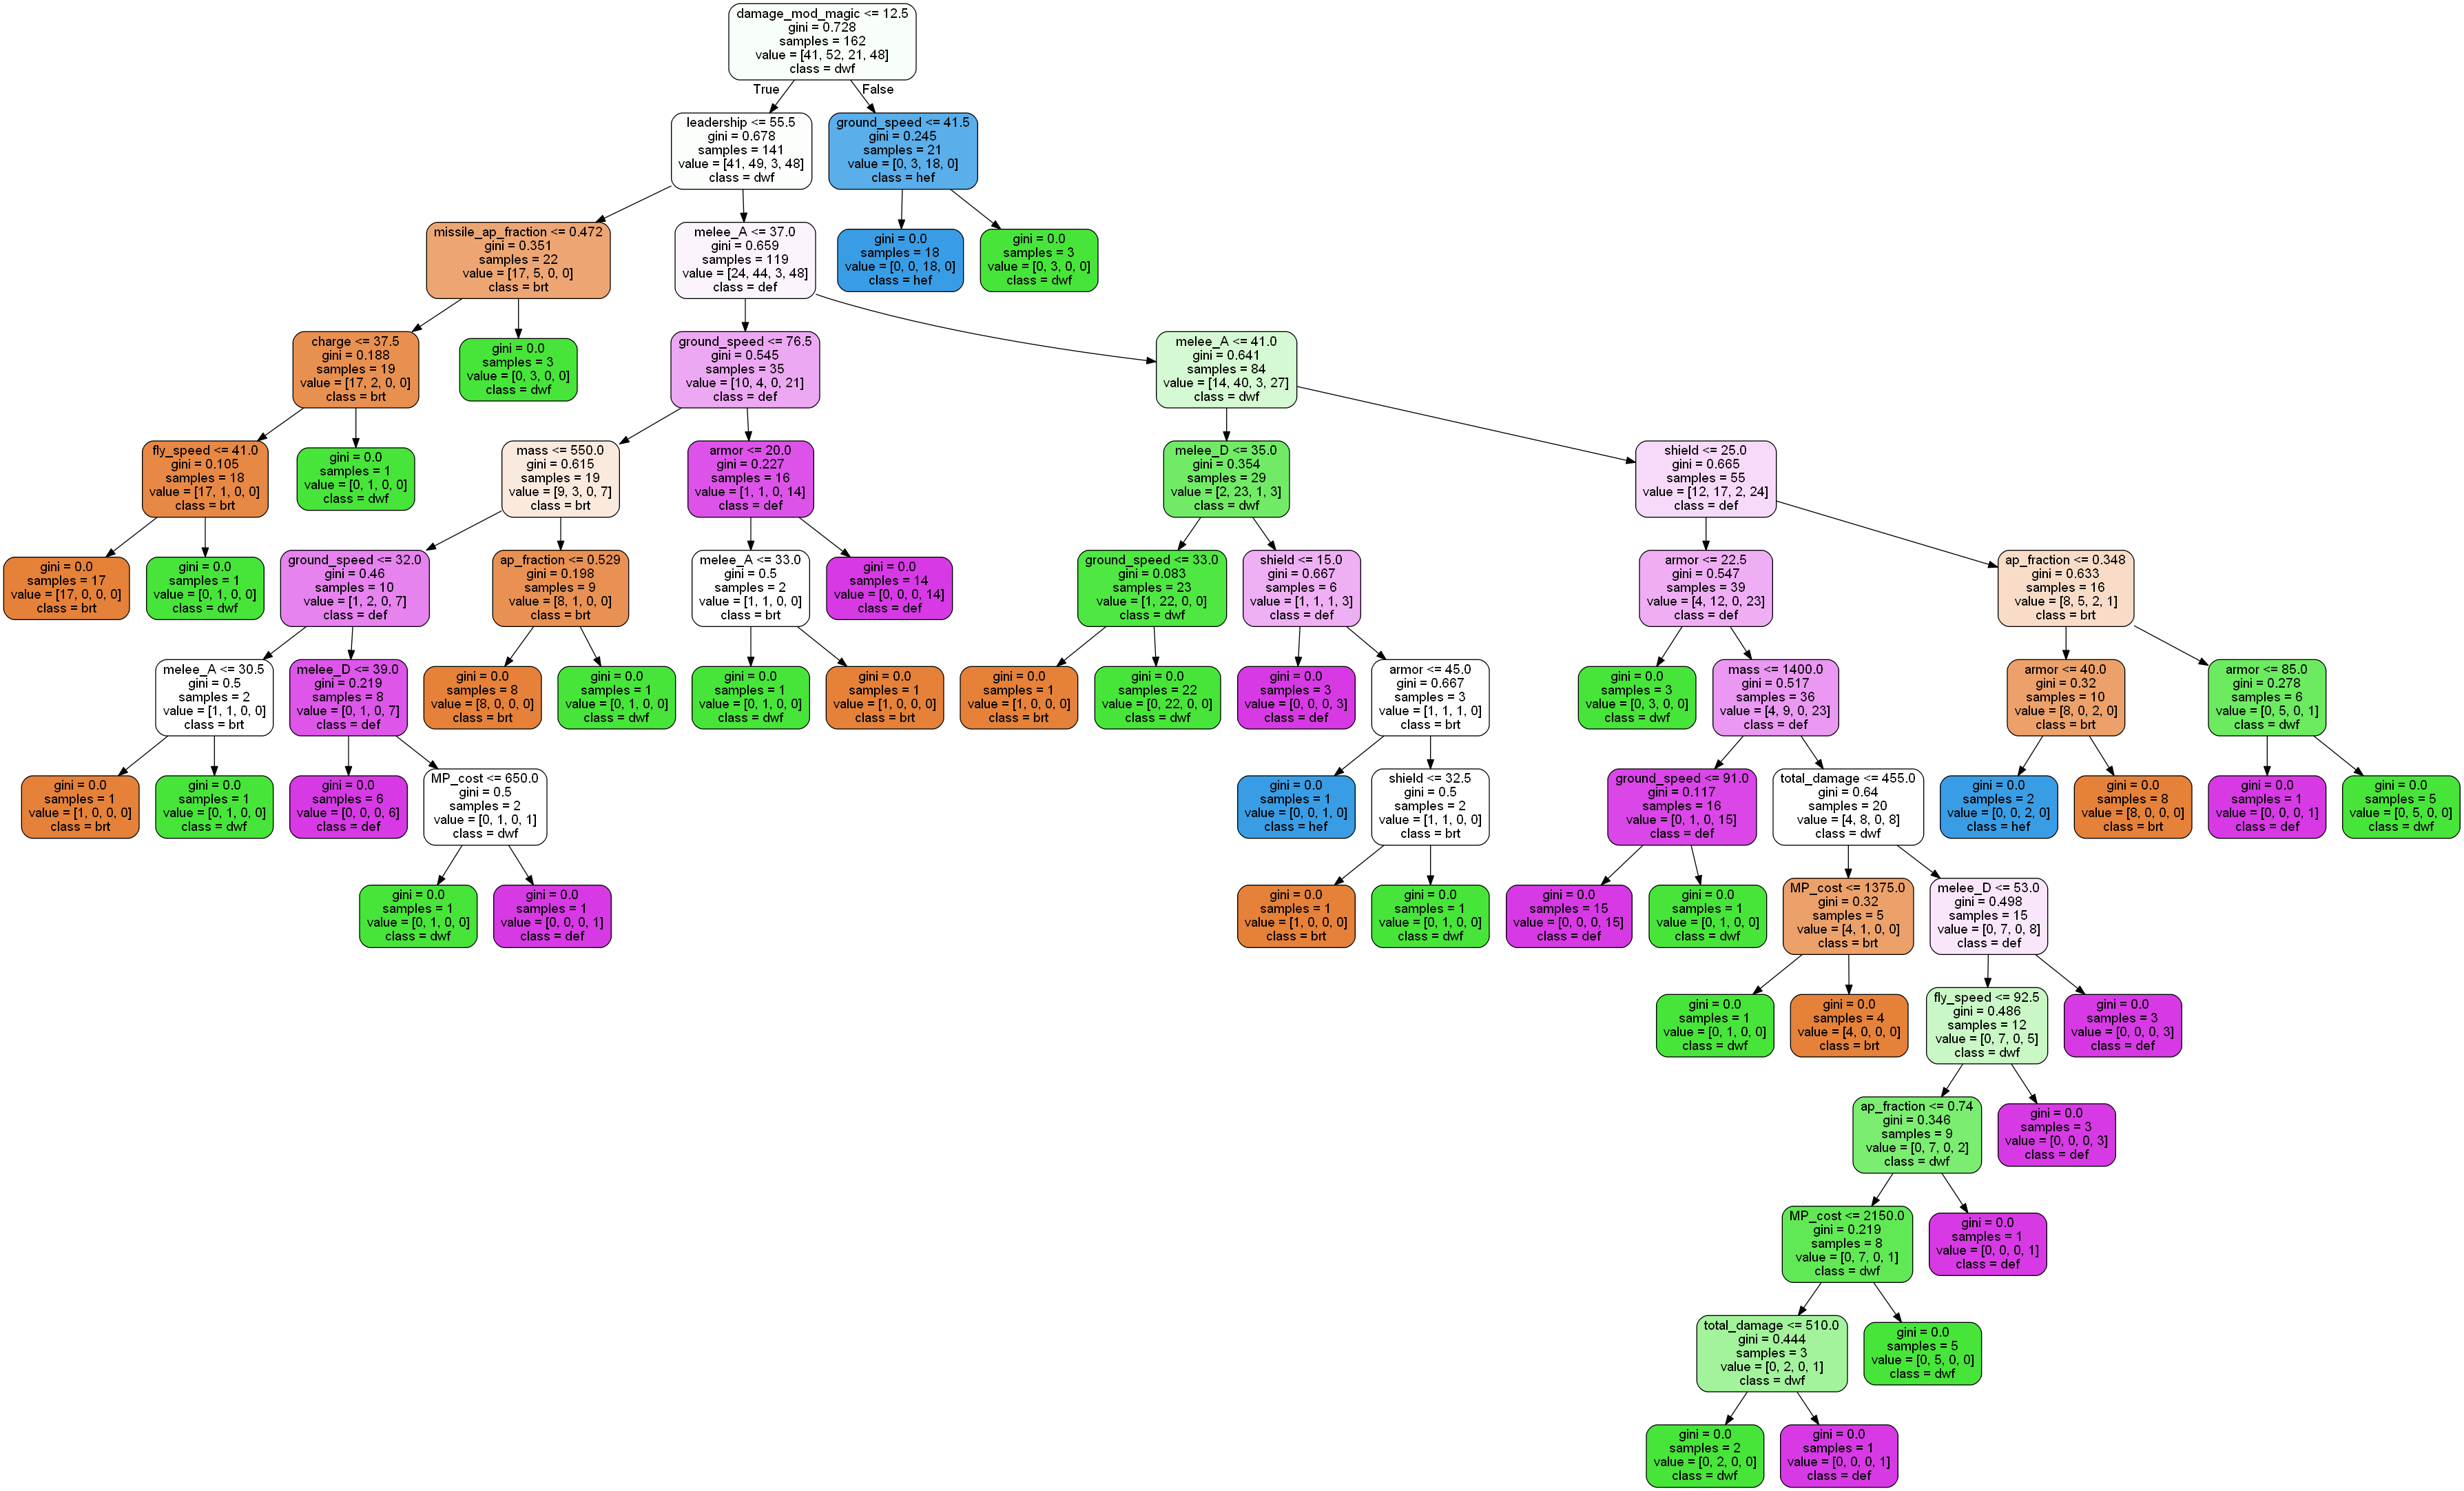 damage_mod_magic <= 12.5
gini = 0.728
samples = 162
value = [41, 52, 21, 48]
class = dwf
True
False
leadership <= 55.5
gini = 0.678
samples = 141
value = [41, 49, 3, 48]
class = dwf
ground_speed <= 41.5
gini = 0.245
samples = 21
value = [0, 3, 18, 0]
class = hef
missile_ap_fraction <= 0.472
gini = 0.351
samples = 22
value = [17, 5, 0, 0]
class = brt
melee_A <= 37.0
gini = 0.659
samples = 119
value = [24, 44, 3, 48]
class = def
gini = 0.0
samples = 18
value = [0, 0, 18, 0]
class = hef
gini = 0.0
samples = 3
value = [0, 3, 0, 0]
class = dwf
charge <= 37.5
gini = 0.188
samples = 19
value = [17, 2, 0, 0]
class = brt
gini = 0.0
samples = 3
value = [0, 3, 0, 0]
class = dwf
ground_speed <= 76.5
gini = 0.545
samples = 35
value = [10, 4, 0, 21]
class = def
melee_A <= 41.0
gini = 0.641
samples = 84
value = [14, 40, 3, 27]
class = dwf
fly_speed <= 41.0
gini = 0.105
samples = 18
value = [17, 1, 0, 0]
class = brt
gini = 0.0
samples = 1
value = [0, 1, 0, 0]
class = dwf
mass <= 550.0
gini = 0.615
samples = 19
value = [9, 3, 0, 7]
class = brt
armor <= 20.0
gini = 0.227
samples = 16
value = [1, 1, 0, 14]
class = def
melee_D <= 35.0
gini = 0.354
samples = 29
value = [2, 23, 1, 3]
class = dwf
shield <= 25.0
gini = 0.665
samples = 55
value = [12, 17, 2, 24]
class = def
gini = 0.0
samples = 17
value = [17, 0, 0, 0]
class = brt
gini = 0.0
samples = 1
value = [0, 1, 0, 0]
class = dwf
ground_speed <= 32.0
gini = 0.46
samples = 10
value = [1, 2, 0, 7]
class = def
ap_fraction <= 0.529
gini = 0.198
samples = 9
value = [8, 1, 0, 0]
class = brt
melee_A <= 33.0
gini = 0.5
samples = 2
value = [1, 1, 0, 0]
class = brt
gini = 0.0
samples = 14
value = [0, 0, 0, 14]
class = def
ground_speed <= 33.0
gini = 0.083
samples = 23
value = [1, 22, 0, 0]
class = dwf
shield <= 15.0
gini = 0.667
samples = 6
value = [1, 1, 1, 3]
class = def
armor <= 22.5
gini = 0.547
samples = 39
value = [4, 12, 0, 23]
class = def
ap_fraction <= 0.348
gini = 0.633
samples = 16
value = [8, 5, 2, 1]
class = brt
melee_A <= 30.5
gini = 0.5
samples = 2
value = [1, 1, 0, 0]
class = brt
melee_D <= 39.0
gini = 0.219
samples = 8
value = [0, 1, 0, 7]
class = def
gini = 0.0
samples = 8
value = [8, 0, 0, 0]
class = brt
gini = 0.0
samples = 1
value = [0, 1, 0, 0]
class = dwf
gini = 0.0
samples = 1
value = [0, 1, 0, 0]
class = dwf
gini = 0.0
samples = 1
value = [1, 0, 0, 0]
class = brt
gini = 0.0
samples = 1
value = [1, 0, 0, 0]
class = brt
gini = 0.0
samples = 22
value = [0, 22, 0, 0]
class = dwf
gini = 0.0
samples = 3
value = [0, 0, 0, 3]
class = def
armor <= 45.0
gini = 0.667
samples = 3
value = [1, 1, 1, 0]
class = brt
gini = 0.0
samples = 3
value = [0, 3, 0, 0]
class = dwf
mass <= 1400.0
gini = 0.517
samples = 36
value = [4, 9, 0, 23]
class = def
armor <= 40.0
gini = 0.32
samples = 10
value = [8, 0, 2, 0]
class = brt
armor <= 85.0
gini = 0.278
samples = 6
value = [0, 5, 0, 1]
class = dwf
gini = 0.0
samples = 1
value = [1, 0, 0, 0]
class = brt
gini = 0.0
samples = 1
value = [0, 1, 0, 0]
class = dwf
gini = 0.0
samples = 6
value = [0, 0, 0, 6]
class = def
MP_cost <= 650.0
gini = 0.5
samples = 2
value = [0, 1, 0, 1]
class = dwf
gini = 0.0
samples = 1
value = [0, 0, 1, 0]
class = hef
shield <= 32.5
gini = 0.5
samples = 2
value = [1, 1, 0, 0]
class = brt
ground_speed <= 91.0
gini = 0.117
samples = 16
value = [0, 1, 0, 15]
class = def
total_damage <= 455.0
gini = 0.64
samples = 20
value = [4, 8, 0, 8]
class = dwf
gini = 0.0
samples = 2
value = [0, 0, 2, 0]
class = hef
gini = 0.0
samples = 8
value = [8, 0, 0, 0]
class = brt
gini = 0.0
samples = 1
value = [0, 0, 0, 1]
class = def
gini = 0.0
samples = 5
value = [0, 5, 0, 0]
class = dwf
gini = 0.0
samples = 1
value = [0, 1, 0, 0]
class = dwf
gini = 0.0
samples = 1
value = [0, 0, 0, 1]
class = def
gini = 0.0
samples = 1
value = [1, 0, 0, 0]
class = brt
gini = 0.0
samples = 1
value = [0, 1, 0, 0]
class = dwf
gini = 0.0
samples = 15
value = [0, 0, 0, 15]
class = def
gini = 0.0
samples = 1
value = [0, 1, 0, 0]
class = dwf
MP_cost <= 1375.0
gini = 0.32
samples = 5
value = [4, 1, 0, 0]
class = brt
melee_D <= 53.0
gini = 0.498
samples = 15
value = [0, 7, 0, 8]
class = def
gini = 0.0
samples = 1
value = [0, 1, 0, 0]
class = dwf
gini = 0.0
samples = 4
value = [4, 0, 0, 0]
class = brt
fly_speed <= 92.5
gini = 0.486
samples = 12
value = [0, 7, 0, 5]
class = dwf
gini = 0.0
samples = 3
value = [0, 0, 0, 3]
class = def
ap_fraction <= 0.74
gini = 0.346
samples = 9
value = [0, 7, 0, 2]
class = dwf
gini = 0.0
samples = 3
value = [0, 0, 0, 3]
class = def
MP_cost <= 2150.0
gini = 0.219
samples = 8
value = [0, 7, 0, 1]
class = dwf
gini = 0.0
samples = 1
value = [0, 0, 0, 1]
class = def
total_damage <= 510.0
gini = 0.444
samples = 3
value = [0, 2, 0, 1]
class = dwf
gini = 0.0
samples = 5
value = [0, 5, 0, 0]
class = dwf
gini = 0.0
samples = 2
value = [0, 2, 0, 0]
class = dwf
gini = 0.0
samples = 1
value = [0, 0, 0, 1]
class = def